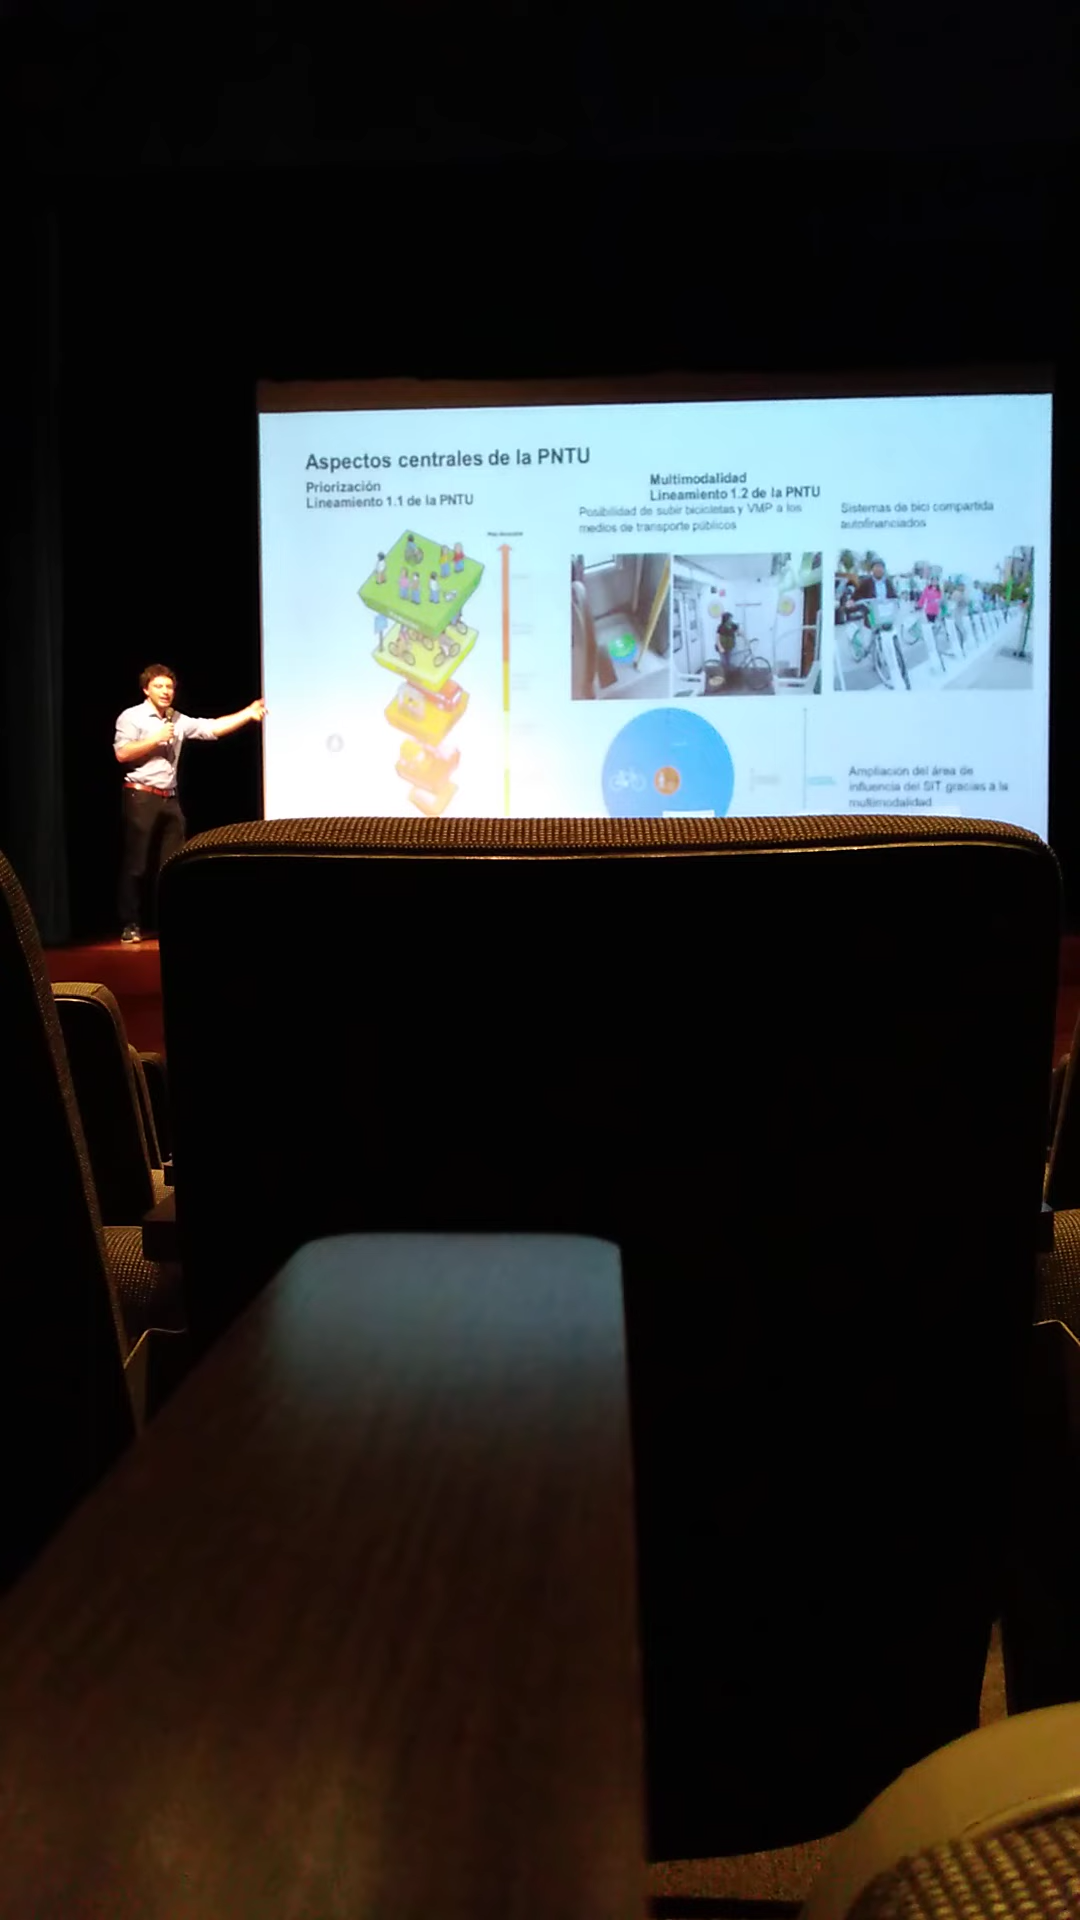 Aspectos centrales de la PNTU
Priorización
Lineamiento 1.1 de la PNTU
Multimodalidad
Lineamiento 1.2 de la PNTU
Posibilidad de subir bicicletas y VMP a los
medios de transporte públicos
Sistemas de bici compartida
autofinanciados
Ampliación del área de
influencia del SIT gracias a la
multimodalidad